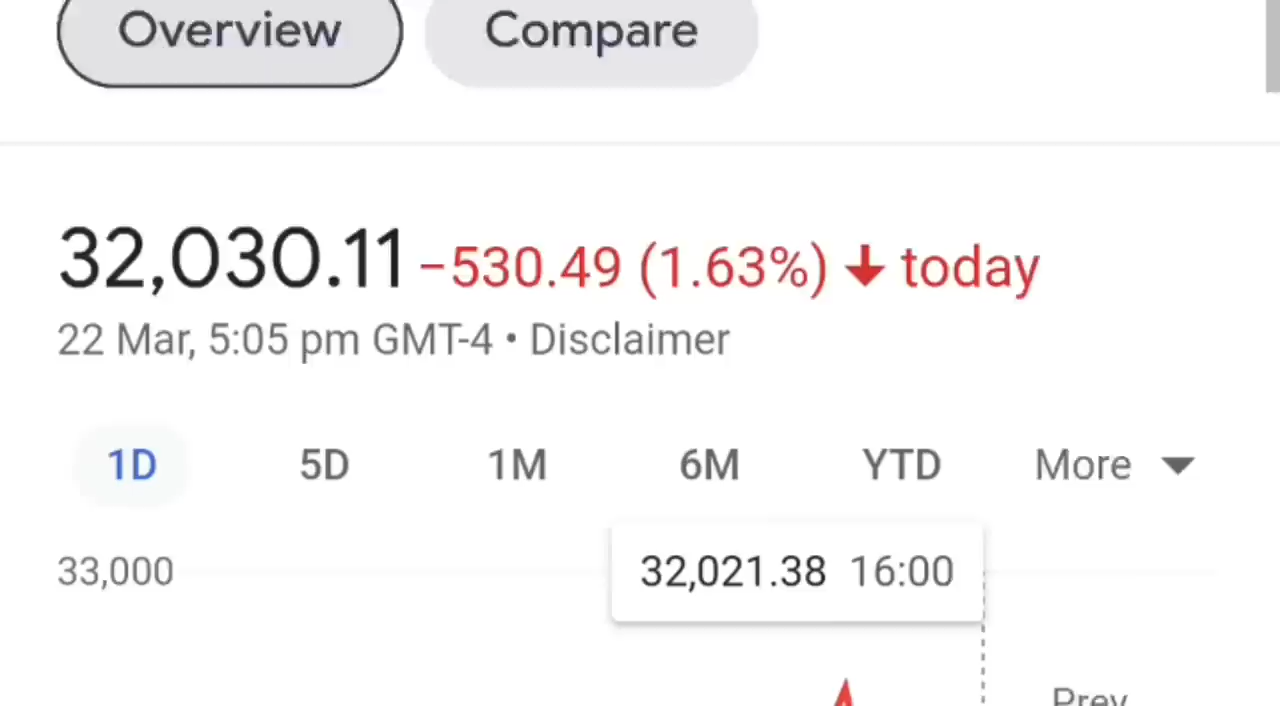 Overview Compare
32,030.11 −530.49 (1.63%) ↓ today
22 Mar, 5:05 pm GMT-4 • Disclaimer
1D 5D 1M 6M YTD More
33,000 32,021.38 16:00
Prev